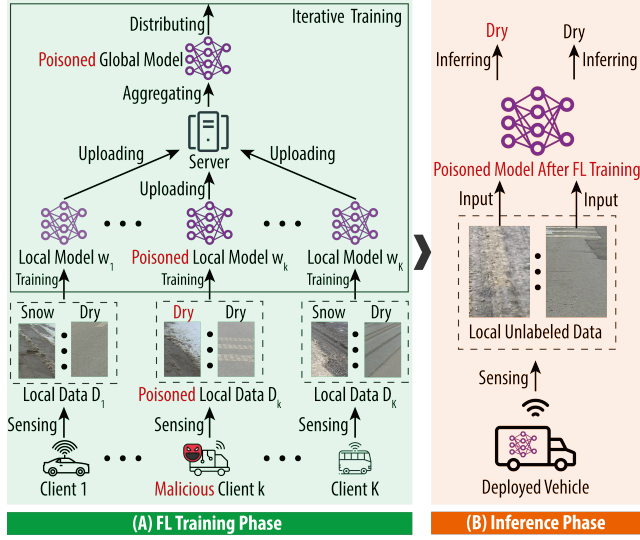 Distributing
Iterative Training
Poisoned Global Model
Aggregating
Uploading
Server
Uploading
Uploading
Local Model w1
Poisoned Local Model wk
Local Model wK
Training
Training
Training
Snow
Dry
Dry
Dry
Snow
Dry
Local Data D1
Poisoned Local Data Dk
Local Data DK
Sensing
Sensing
Sensing
Client 1
Malicious Client k
Client K
(A) FL Training Phase
Dry
Dry
Inferring
Inferring
Poisoned Model After FL Training
Input
Input
Local Unlabeled Data
Sensing
Deployed Vehicle
(B) Inference Phase